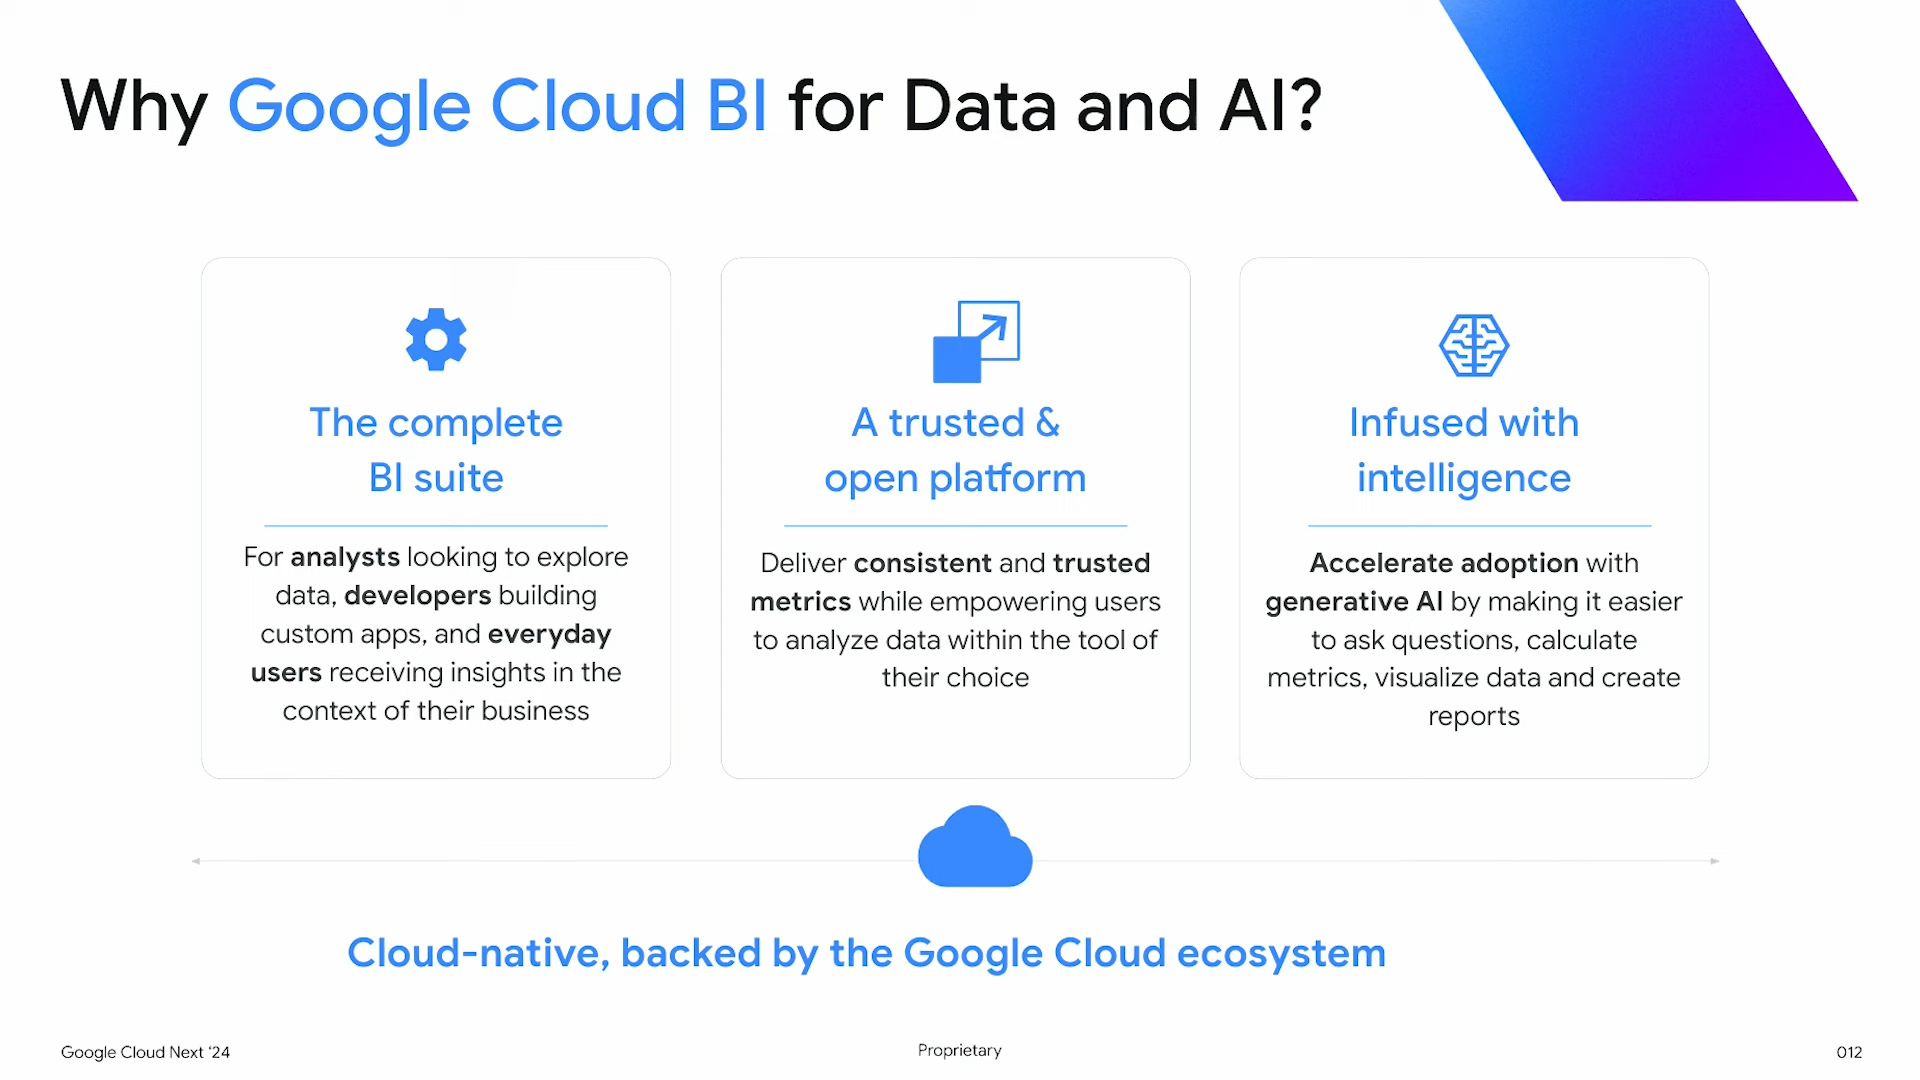 Why Google Cloud BI for Data and AI?
The complete
BI suite
For analysts looking to explore
data, developers building
custom apps, and everyday
users receiving insights in the
context of their business
A trusted &
open platform
Deliver consistent and trusted
metrics while empowering users
to analyze data within the tool of
their choice
Infused with
intelligence
Accelerate adoption with
generative AI by making it easier
to ask questions, calculate
metrics, visualize data and create
reports
Cloud-native, backed by the Google Cloud ecosystem
Google Cloud Next ‘24
Proprietary
012